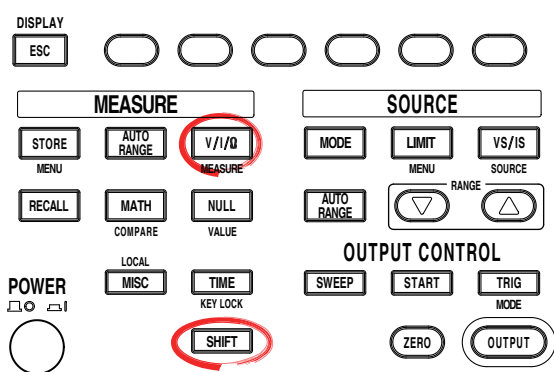 DISPLAY
ESC
MEASURE
SOURCE
STORE
AUTO
RANGE
V/I/Ω
MODE
LIMIT
VS/IS
MENU
MEASURE
MENU
SOURCE
RECALL
MATH
NULL
AUTO
RANGE
RANGE
COMPARE
VALUE
OUTPUT CONTROL
LOCAL
MISC
TIME
SWEEP
START
TRIG
KEY LOCK
MODE
POWER
SHIFT
ZERO
OUTPUT